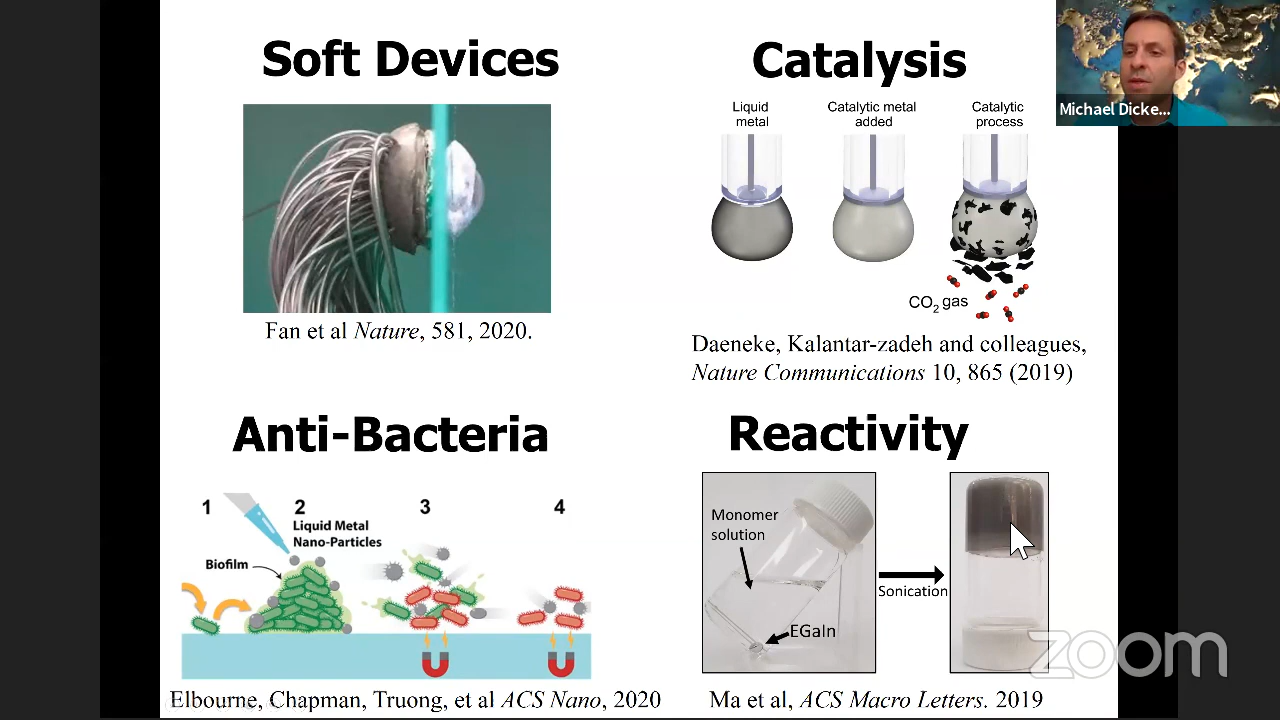 Soft Devices
Fan et al Nature, 581, 2020.
Catalysis
Liquid
metal
Catalytic metal
added
Catalytic
process
CO2 gas
Daeneke, Kalantar-zadeh and colleagues,
Nature Communications 10, 865 (2019)
Michael Dicke...
Anti-Bacteria
1
2
3
4
Liquid Metal
Nano-Particles
Biofilm
Elbourne, Chapman, Truong, et al ACS Nano, 2020
Reactivity
Monomer
solution
EGaIn
Sonication
Ma et al, ACS Macro Letters. 2019
zoom